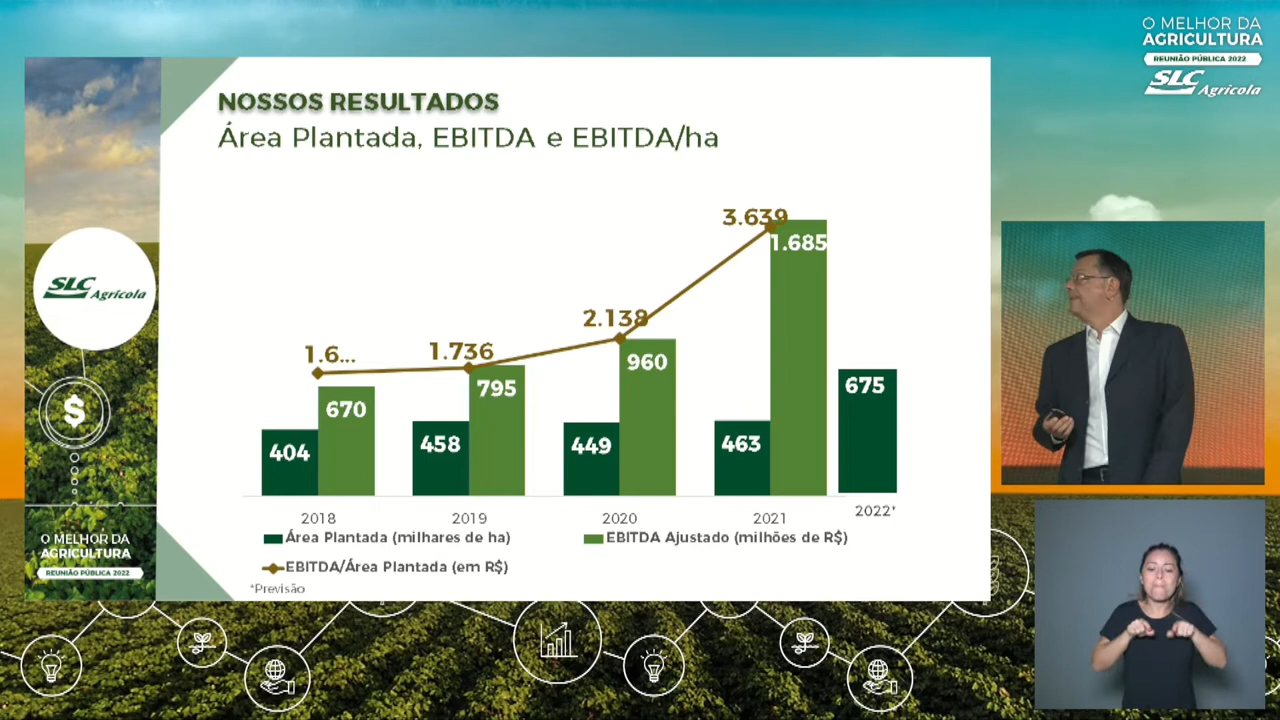 O MELHOR DA
AGRICULTURA
REUNIÃO PÚBLICA 2022
SLC Agrícola
NOSSOS RESULTADOS
Área Plantada, EBITDA e EBITDA/ha
SLC Agrícola
$
O MELHOR DA
AGRICULTURA
REUNIÃO PÚBLICA 2022
3.639
1.685
2.138
1.6...
1.736
960
675
795
670
404
458
449
463
2018
2019
2020
2021
2022*
Área Plantada (milhares de ha)
EBITDA Ajustado (milhões de R$)
EBITDA/Área Plantada (em R$)
*Previsão